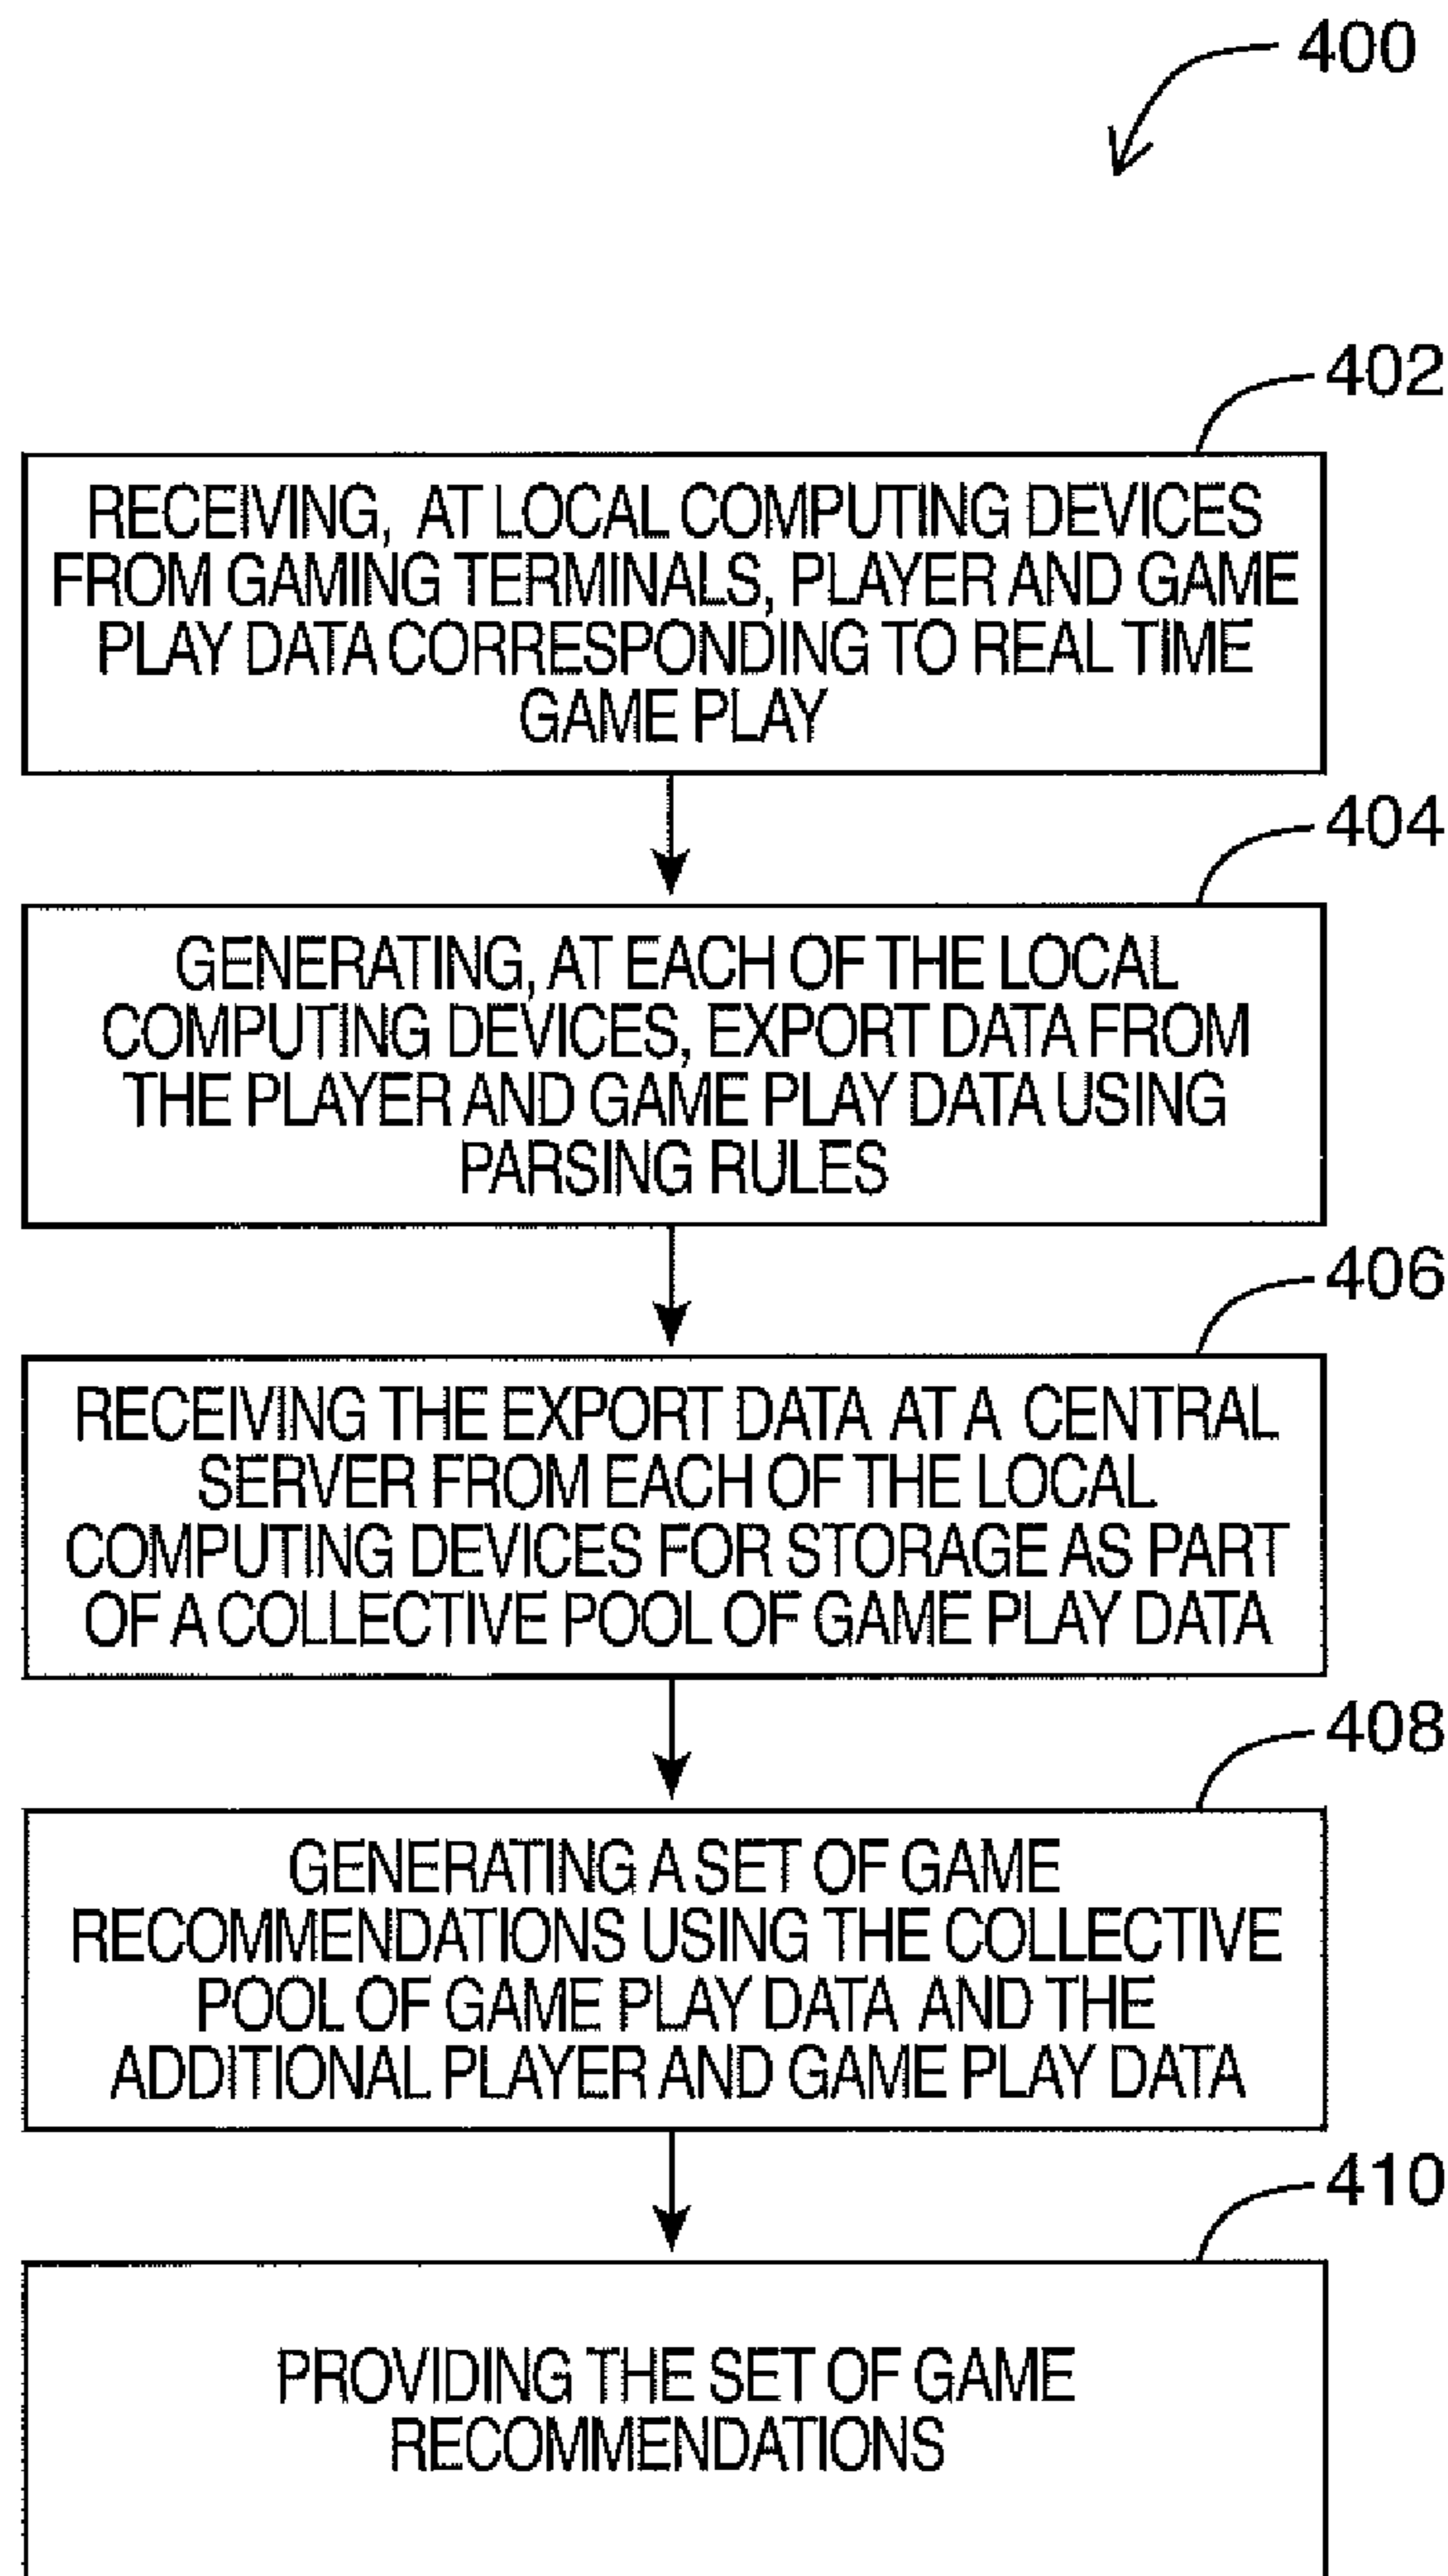 400
402
RECEIVING, AT LOCAL COMPUTING DEVICES
FROM GAMING TERMINALS, PLAYER AND GAME
PLAY DATA CORRESPONDING TO REAL TIME
GAME PLAY
404
GENERATING, AT EACH OF THE LOCAL
COMPUTING DEVICES, EXPORT DATA FROM
THE PLAYER AND GAME PLAY DATA USING
PARSING RULES
406
RECEIVING THE EXPORT DATA AT A CENTRAL
SERVER FROM EACH OF THE LOCAL
COMPUTING DEVICES FOR STORAGE AS PART
OF A COLLECTIVE POOL OF GAME PLAY DATA
408
GENERATING A SET OF GAME
RECOMMENDATIONS USING THE COLLECTIVE
POOL OF GAME PLAY DATA AND THE
ADDITIONAL PLAYER AND GAME PLAY DATA
410
PROVIDING THE SET OF GAME
RECOMMENDATIONS